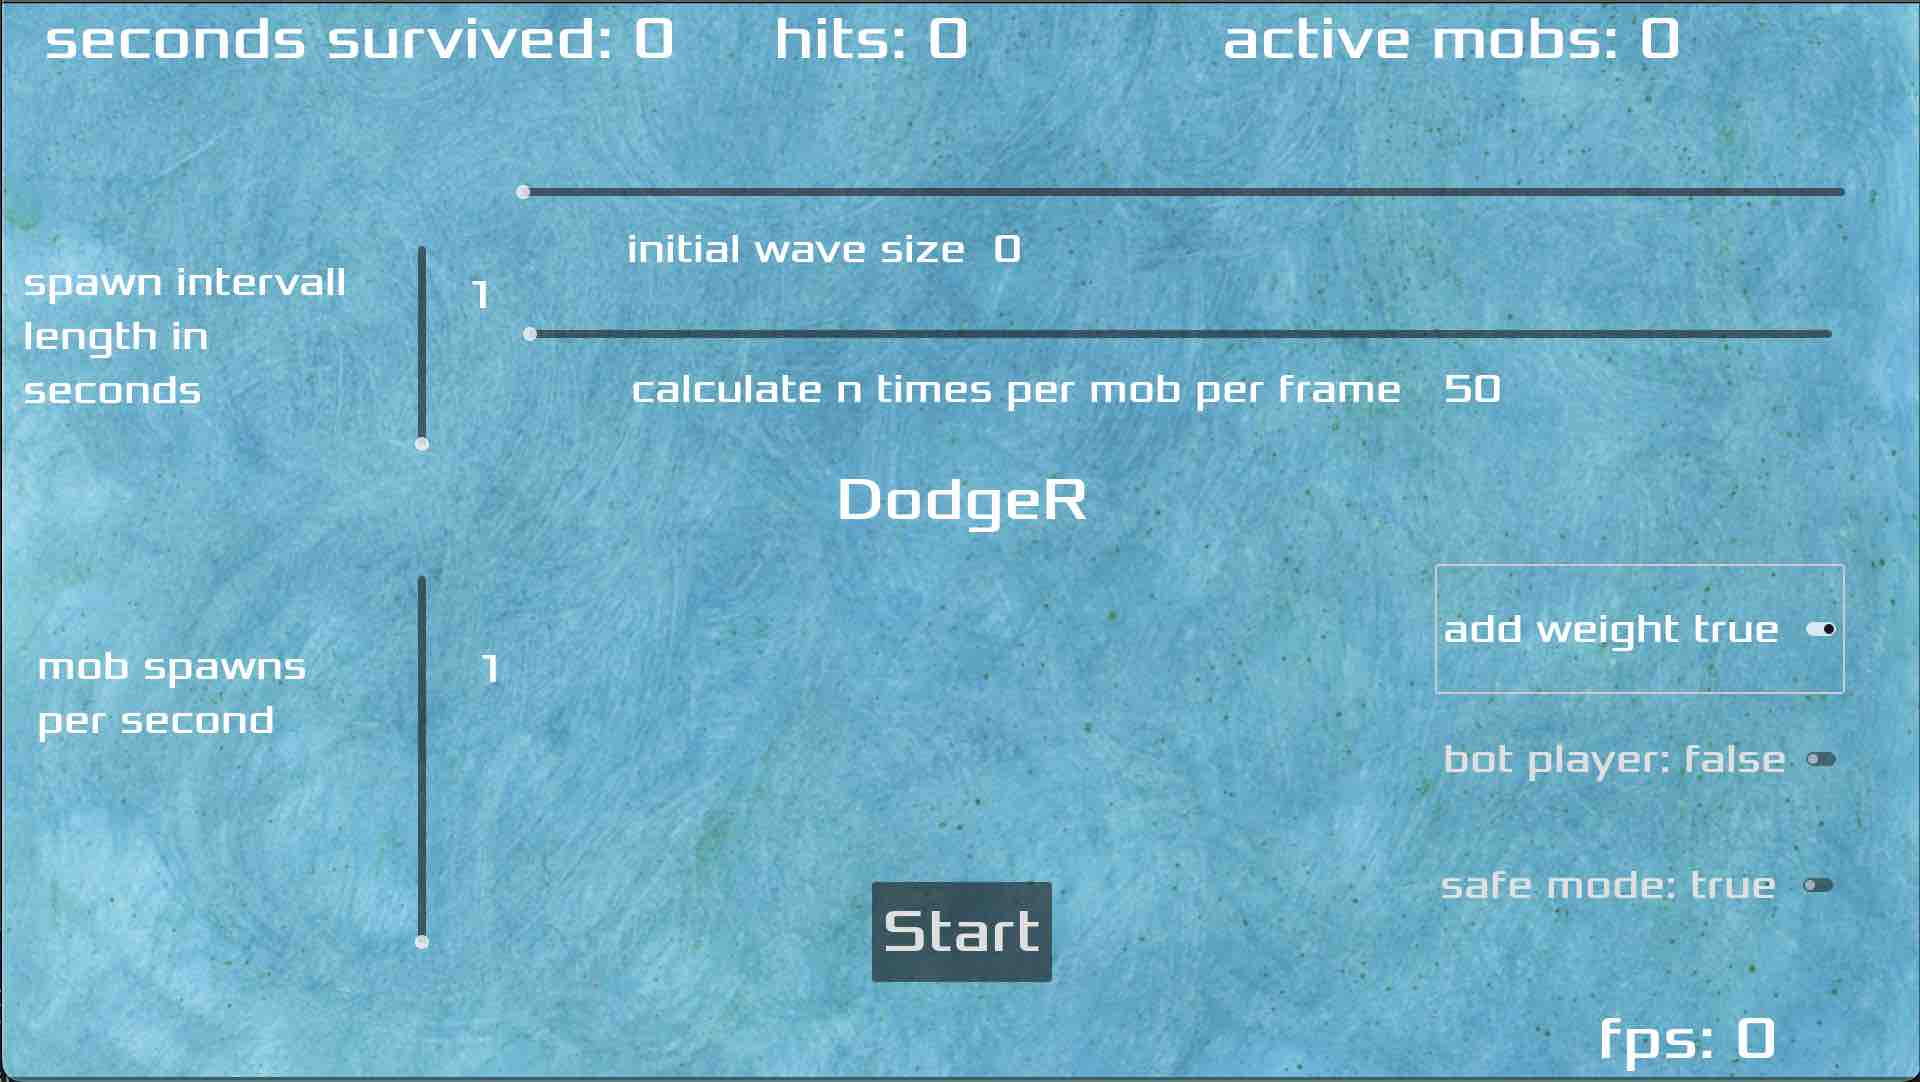 seconds survived: 0 hits: 0 active mobs: 0
initial wave size 0
spawn intervall
length in
seconds
1
calculate n times per mob per frame 50
DodgeR
add weight true
mob spawns
per second
1
bot player: false
safe mode: true
Start
fps: 0